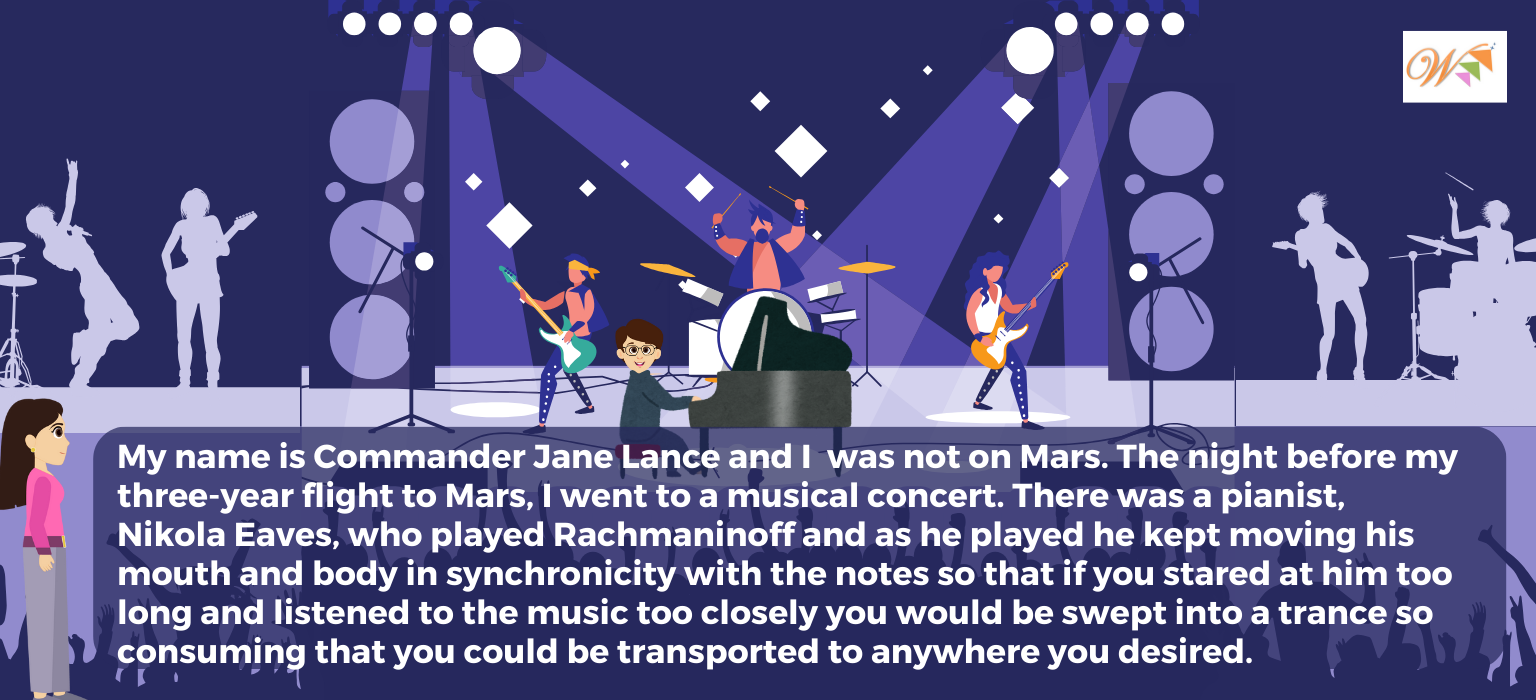 W
My name is Commander Jane Lance and I  was not on Mars. The night before my
three-year flight to Mars, I went to a musical concert. There was a pianist,
Nikola Eaves, who played Rachmaninoff and as he played he kept moving his
mouth and body in synchronicity with the notes so that if you stared at him too
long and listened to the music too closely you would be swept into a trance so
consuming that you could be transported to anywhere you desired.